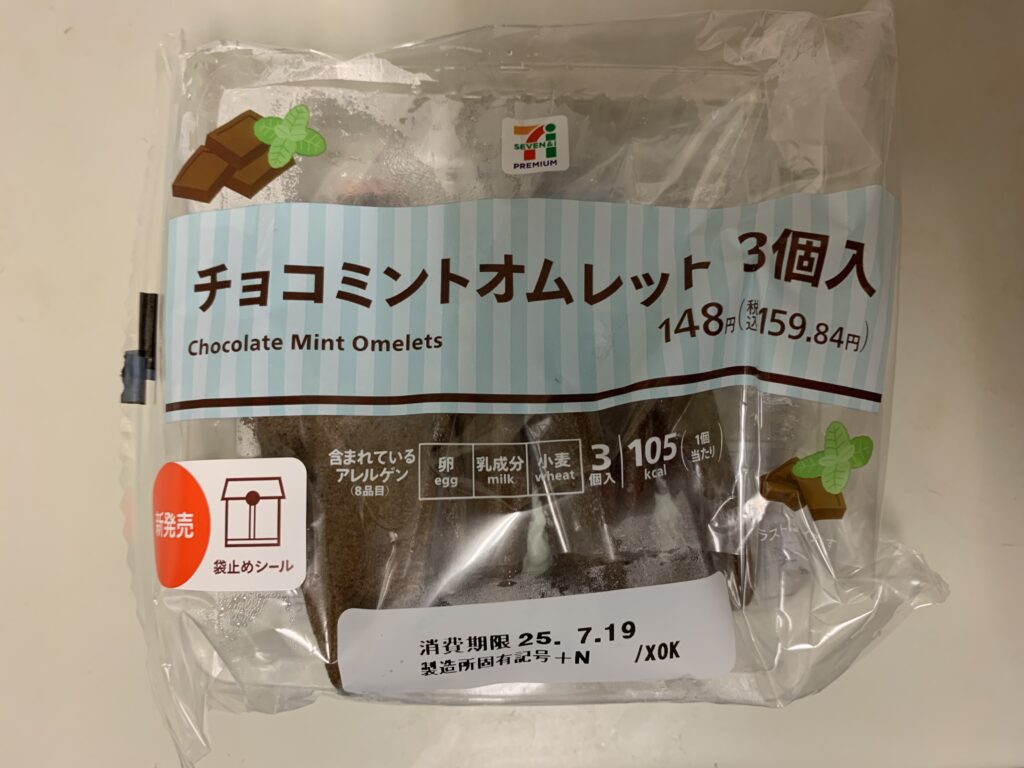 SEVEN&i
PREMIUM
チョコミントオムレット 3個入
Chocolate Mint Omelets
148円(税込159.84円)
含まれている
アレルゲン
(8品目)
卵
egg
乳成分
milk
小麦
wheat
3
個入
105
kcal
(1個
当たり)
新発売
袋止めシール
消費期限 25. 7.19
製造所固有記号+N /XOK